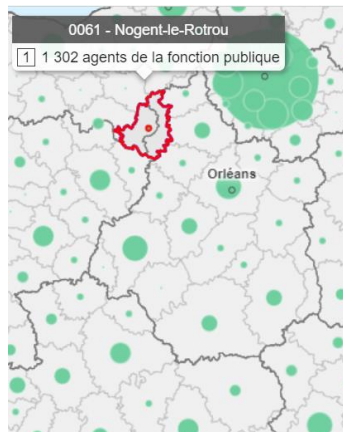 0061 - Nogent-le-Rotrou
1 1 302 agents de la fonction publique
Orléans